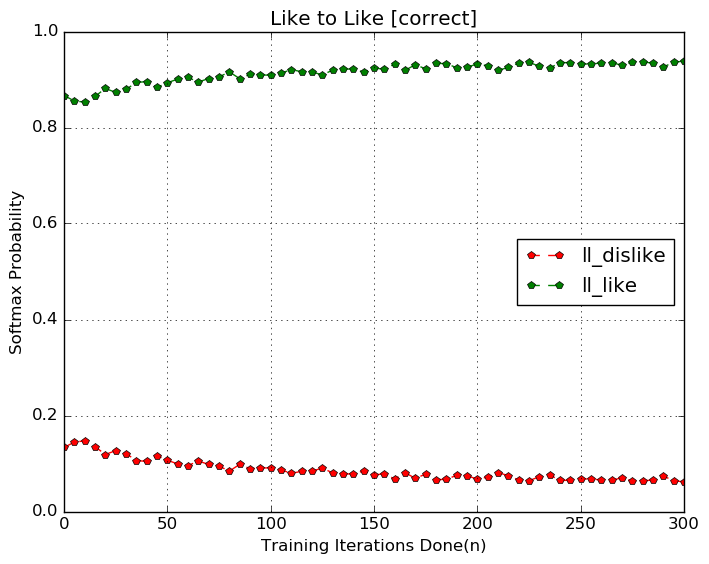 Like to Like [correct]
1.0
0.8
0.6
0.4
0.2
0.0
Softmax Probability
ll_dislike
ll_like
0 50 100 150 200 250 300
Training Iterations Done(n)